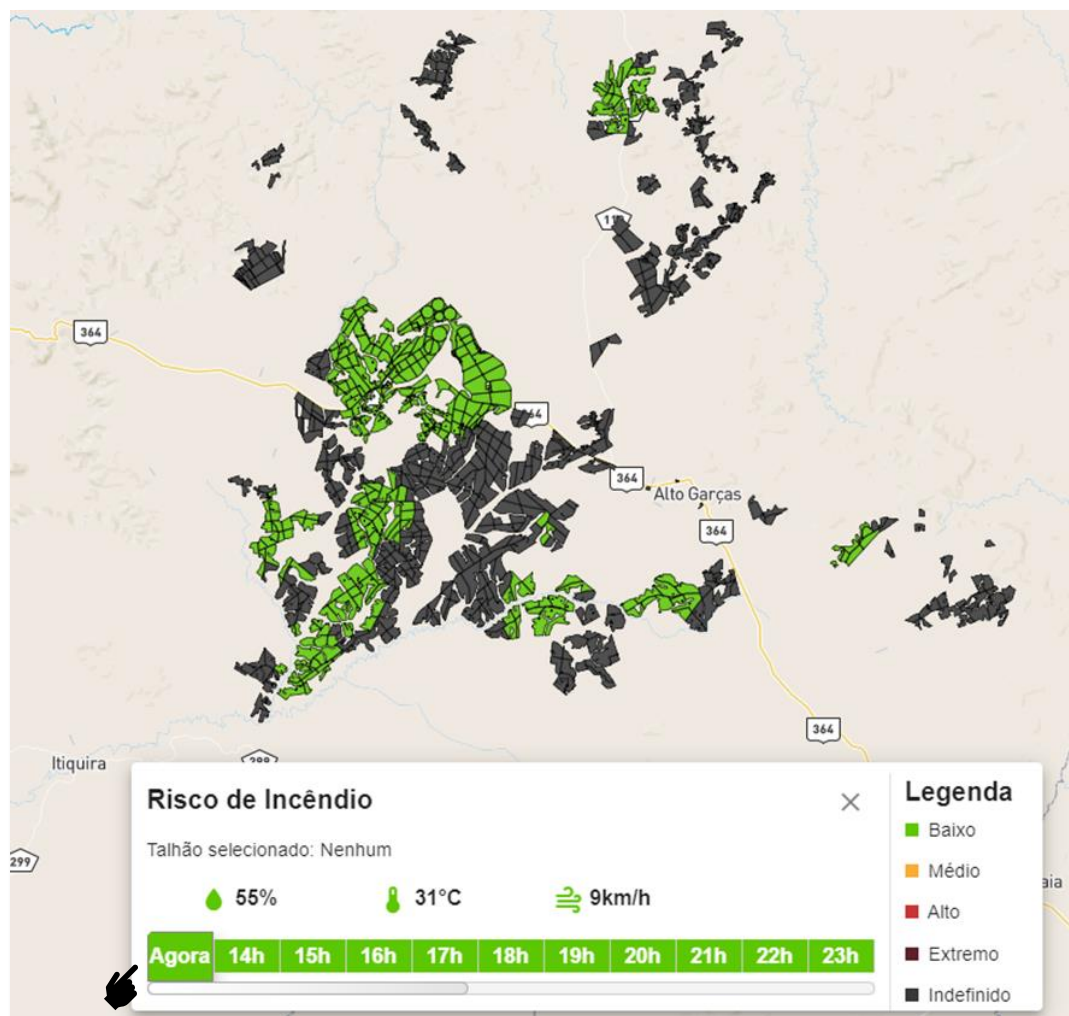 364
364
364
Alto Garças
364
364
Itiquira
299
Risco de Incêndio
Talhão selecionado: Nenhum
55%
31°C
9km/h
Agora 14h 15h 16h 17h 18h 19h 20h 21h 22h 23h
Legenda
Baixo
Médio
Alto
Extremo
Indefinido